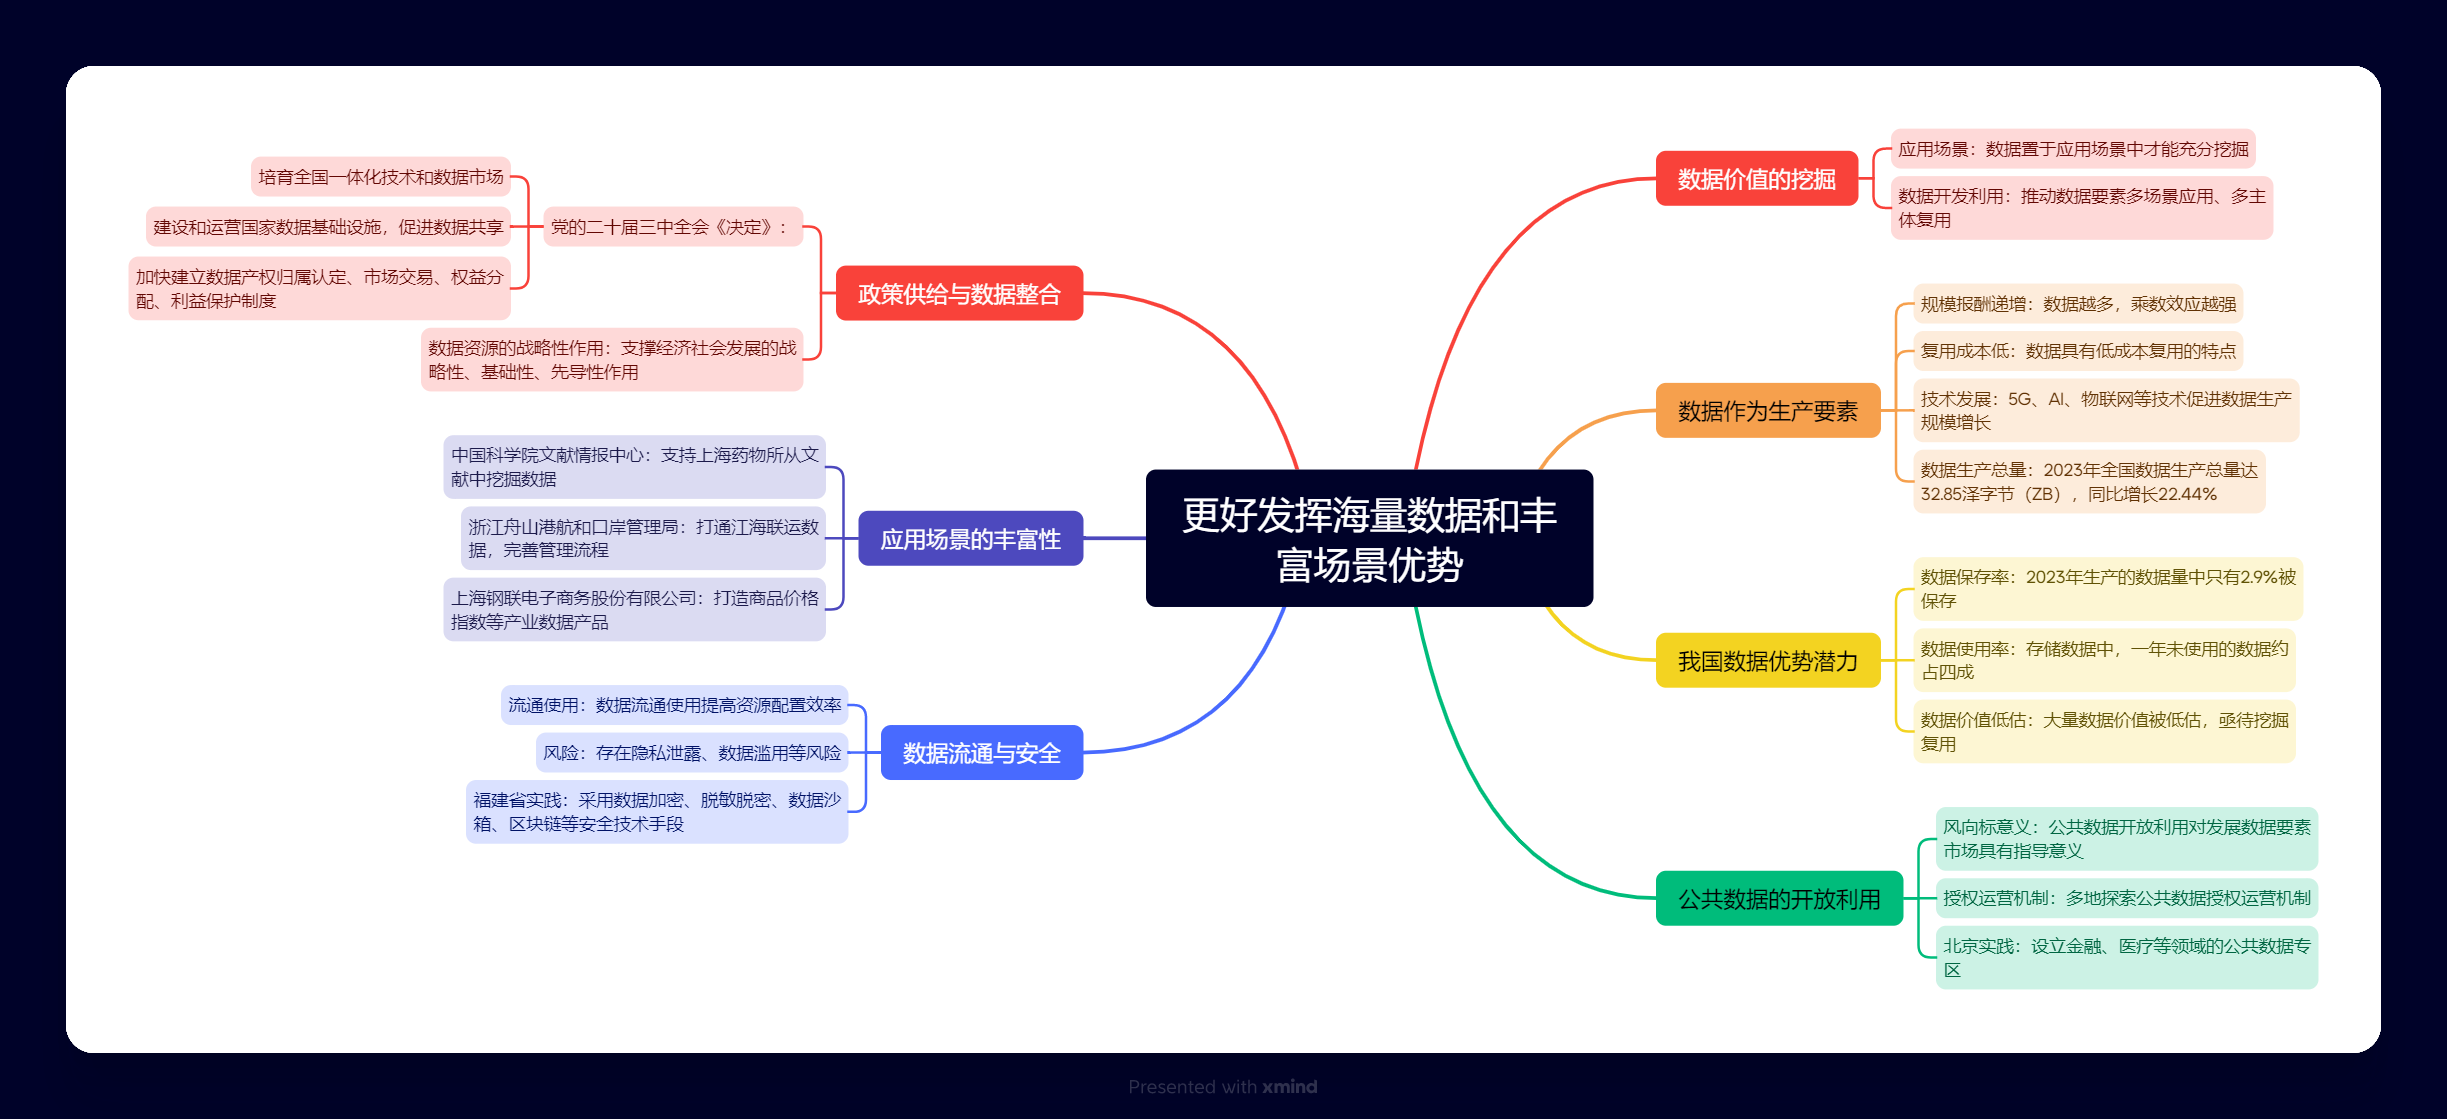 更好发挥海量数据和丰
富场景优势
数据价值的挖掘
应用场景：数据置于应用场景中才能充分挖掘
数据开发利用：推动数据要素多场景应用、多主
体复用
数据作为生产要素
规模报酬递增：数据越多，乘数效应越强
复用成本低：数据具有低成本复用的特点
技术发展：5G、AI、物联网等技术促进数据生产
规模增长
数据生产总量：2023年全国数据生产总量达
32.85泽字节（ZB），同比增长22.44%
我国数据优势潜力
数据保存率：2023年生产的数据量中只有2.9%被
保存
数据使用率：存储数据中，一年未使用的数据约
占四成
数据价值低估：大量数据价值被低估，亟待挖掘
复用
公共数据的开放利用
风向标意义：公共数据开放利用对发展数据要素
市场具有指导意义
授权运营机制：多地探索公共数据授权运营机制
北京实践：设立金融、医疗等领域的公共数据专
区
政策供给与数据整合
党的二十届三中全会《决定》：
培育全国一体化技术和数据市场
建设和运营国家数据基础设施，促进数据共享
加快建立数据产权归属认定、市场交易、权益分
配、利益保护制度
数据资源的战略性作用：支撑经济社会发展的战
略性、基础性、先导性作用
应用场景的丰富性
中国科学院文献情报中心：支持上海药物所从文
献中挖掘数据
浙江舟山港航和口岸管理局：打通江海联运数
据，完善管理流程
上海钢联电子商务股份有限公司：打造商品价格
指数等产业数据产品
数据流通与安全
流通使用：数据流通使用提高资源配置效率
风险：存在隐私泄露、数据滥用等风险
福建省实践：采用数据加密、脱敏脱密、数据沙
箱、区块链等安全技术手段
Presented with xmind